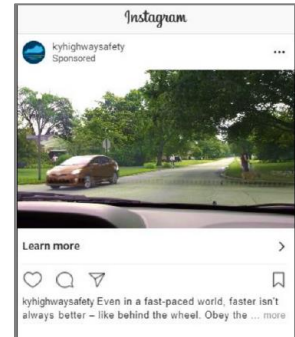 Instagram
kyhighwaysafety
Sponsored
Learn more
kyhighwaysafety Even in a fast-paced world, faster isn't
always better – like behind the wheel. Obey the ... more